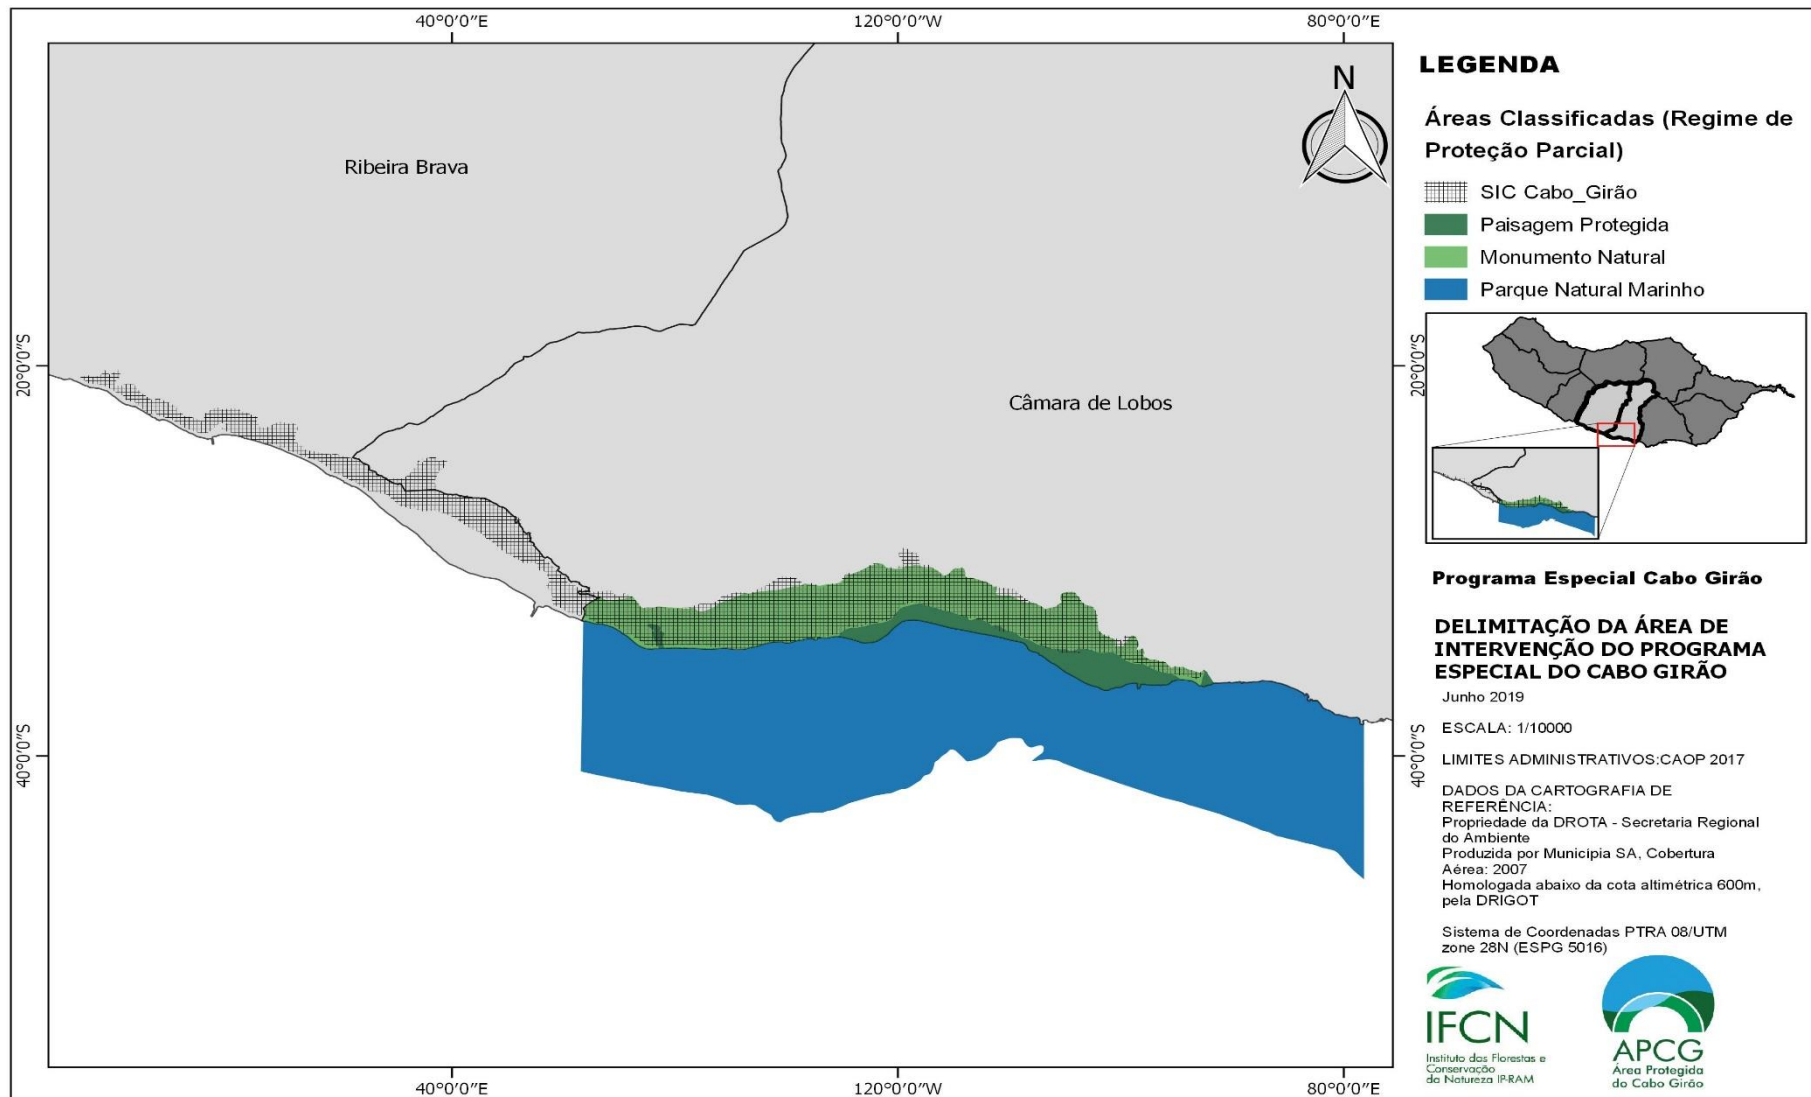 40°0'0"E
120°0'0"W
80°0'0"E
N
Ribeira Brava
Câmara de Lobos
20°0'0"S
20°0'0"S
40°0'0"S
40°0'0"S
40°0'0"E
120°0'0"W
80°0'0"E
LEGENDA
Áreas Classificadas (Regime de
Proteção Parcial)
SIC Cabo_Girão
Paisagem Protegida
Monumento Natural
Parque Natural Marinho
Programa Especial Cabo Girão
DELIMITAÇÃO DA ÁREA DE
INTERVENÇÃO DO PROGRAMA
ESPECIAL DO CABO GIRÃO
Junho 2019
ESCALA: 1/10000
LIMITES ADMINISTRATIVOS:CAOP 2017
DADOS DA CARTOGRAFIA DE
REFERÊNCIA:
Propriedade da DROTA - Secretaria Regional
do Ambiente
Produzida por Municipia SA, Cobertura
Aérea: 2007
Homologada abaixo da cota altimétrica 600m,
pela DRIGOT
Sistema de Coordenadas PTRA 08/UTM
zone 28N (ESPG 5016)
IFCN
Instituto das Florestas e
Conservação
da Natureza IP-RAM
APCG
Área Protegida
do Cabo Girão